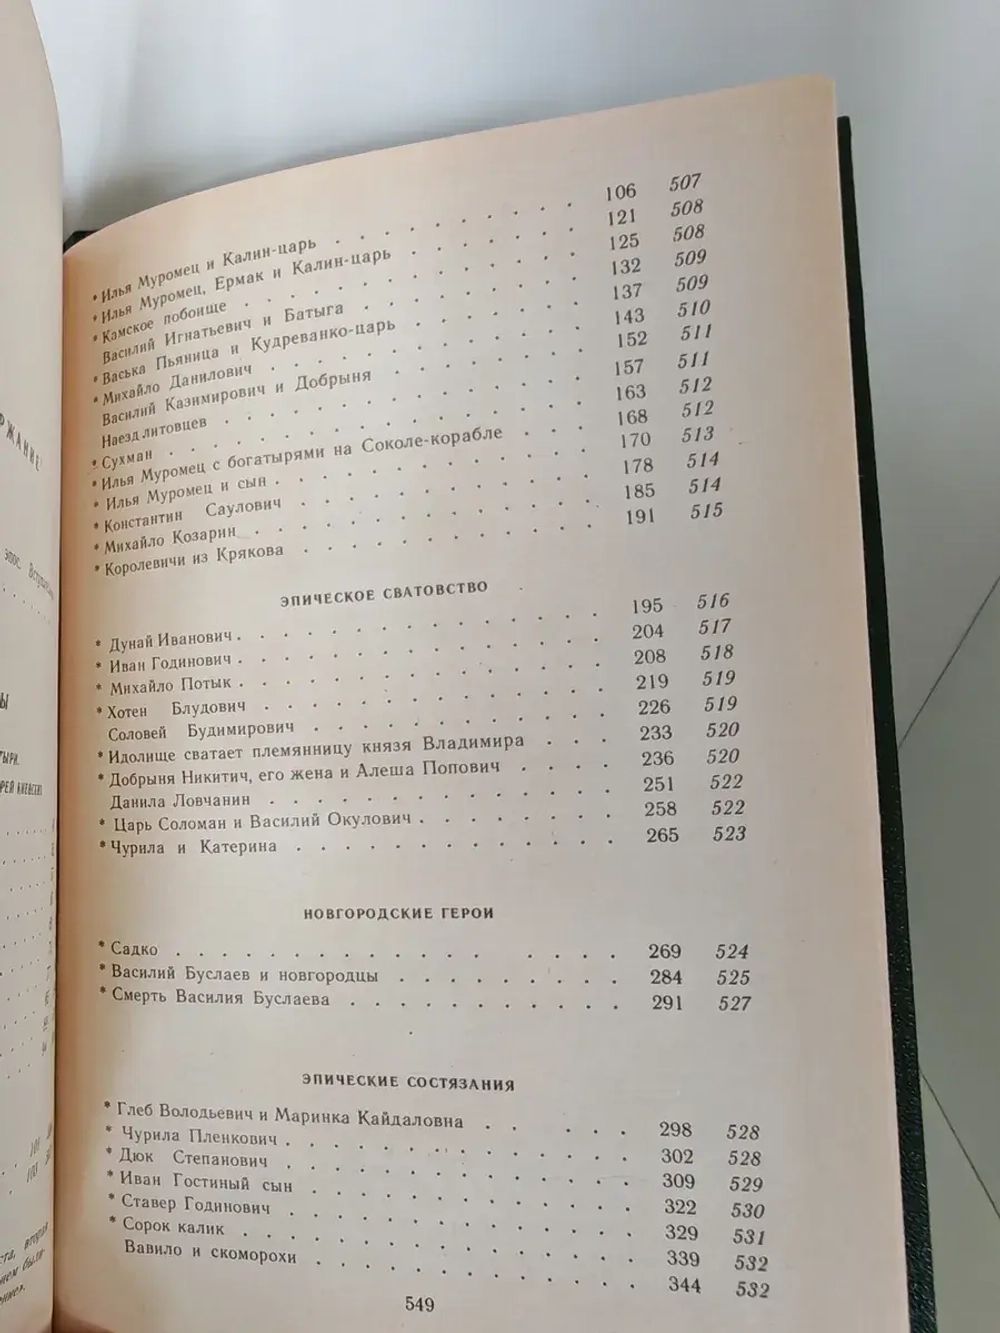 РЖАНИЕ
эпос.
101
103
вторая
* Илья Муромец и Калин-царь . . . . . . . . . . 106 507
* Илья Муромец, Ермак и Калин-царь . . . . . . . 121 508
* Камское побоище . . . . . . . . . . . . . 125 508
Василий Игнатьевич и Батыга . . . . . . . . . 132 509
* Васька Пьяница и Кудреванко-царь . . . . . . . 137 509
* Михайло Данилович . . . . . . . . . . . . 143 510
Василий Казимирович и Добрыня . . . . . . . . 152 511
Наезд литовцев . . . . . . . . . . . . . . 157 511
* Сухман . . . . . . . . . . . . . . . . 163 512
* Илья Муромец с богатырями на Соколе-корабле . . . 168 512
* Илья Муромец и сын . . . . . . . . . . . . 170 513
* Константин Саулович . . . . . . . . . . . . 178 514
* Михайло Козарин . . . . . . . . . . . . . 185 514
* Королевичи из Крякова . . . . . . . . . . . 191 515
ЭПИЧЕСКОЕ СВАТОВСТВО
* Дунай Иванович . . . . . . . . . . . . . . 195 516
* Иван Годинович . . . . . . . . . . . . . . 204 517
* Михайло Потык . . . . . . . . . . . . . . 208 518
* Хотен Блудович . . . . . . . . . . . . . . 219 519
Соловей Будимирович . . . . . . . . . . . . 226 519
* Идолище сватает племянницу князя Владимира . . . 233 520
* Добрыня Никитич, его жена и Алеша Попович . . . . 236 520
Данила Ловчанин . . . . . . . . . . . . . . 251 522
* Царь Соломан и Василий Окулович . . . . . . . . 258 522
* Чурила и Катерина . . . . . . . . . . . . . 265 523
НОВГОРОДСКИЕ ГЕРОИ
* Садко . . . . . . . . . . . . . . . . . 269 524
* Василий Буслаев и новгородцы . . . . . . . . . 284 525
* Смерть Василия Буслаева . . . . . . . . . . . 291 527
ЭПИЧЕСКИЕ СОСТЯЗАНИЯ
* Глеб Володьевич и Маринка Кайдаловна . . . . . . 298 528
* Чурила Пленкович . . . . . . . . . . . . . 302 528
* Дюк Степанович . . . . . . . . . . . . . . 309 529
* Иван Гостиный сын . . . . . . . . . . . . . 322 530
* Ставер Годинович . . . . . . . . . . . . . 329 531
* Сорок калик . . . . . . . . . . . . . . . 339 532
Вавило и скоморохи . . . . . . . . . . . . 344 532
549